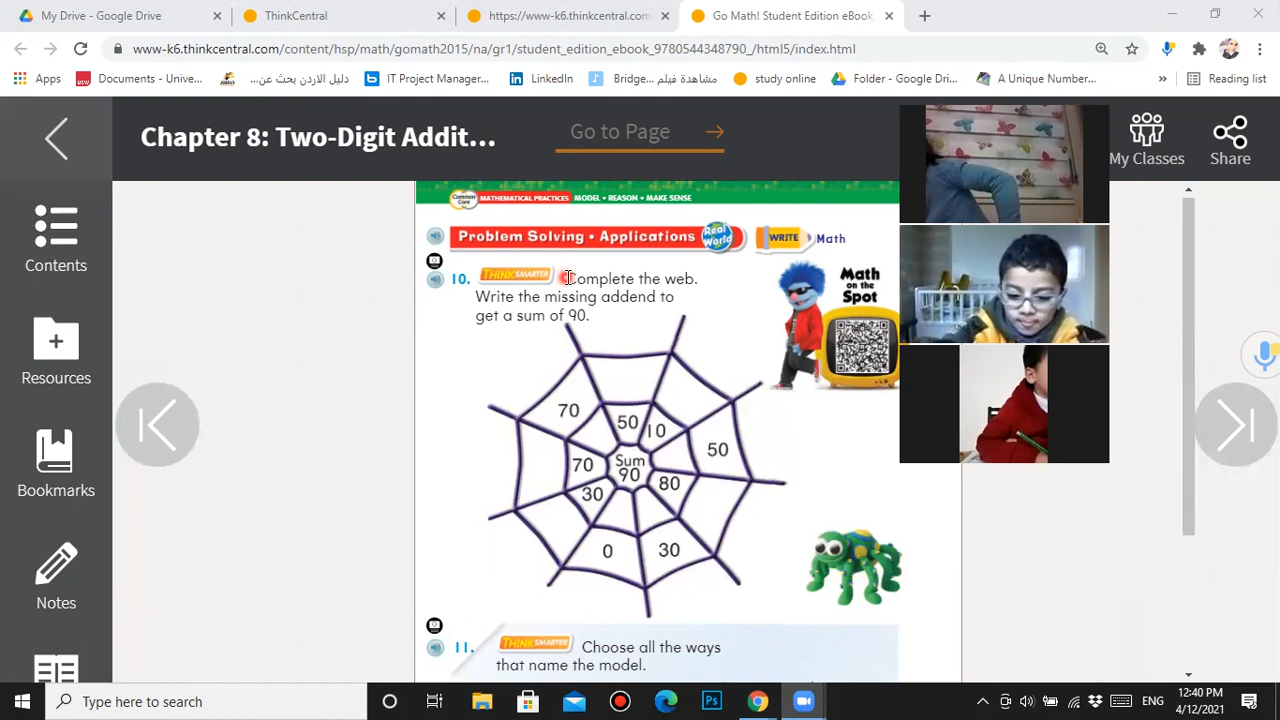 My Drive - Google Drive
ThinkCentral
https://www-k6.thinkcentral.com/
Go Math! Student Edition eBook
www-k6.thinkcentral.com/content/hsp/math/gomath2015/na/gr1/student_edition_ebook_9780544348790_/html5/index.html
Apps
Documents - Unive...
دليل الاردن بحث عن...
IT Project Manager...
LinkedIn
Bridge... مشاهدة فيلم
study online
Folder - Google Dri...
A Unique Number...
»
Reading list
Chapter 8: Two-Digit Addit...
Go to Page
My Classes
Share
Contents
Resources
Bookmarks
Notes
Common Core
MATHEMATICAL PRACTICES MODEL • REASON • MAKE SENSE
Problem Solving • Applications
Real World
WRITE Math
10. THINKSMARTER Complete the web.
Write the missing addend to
get a sum of 90.
Math
on the
Spot
70
50
10
50
70
Sum
90
80
30
0
30
11. THINKSMARTER Choose all the ways
that name the model.
Type here to search
Ps
ENG
12:40 PM
4/12/2021